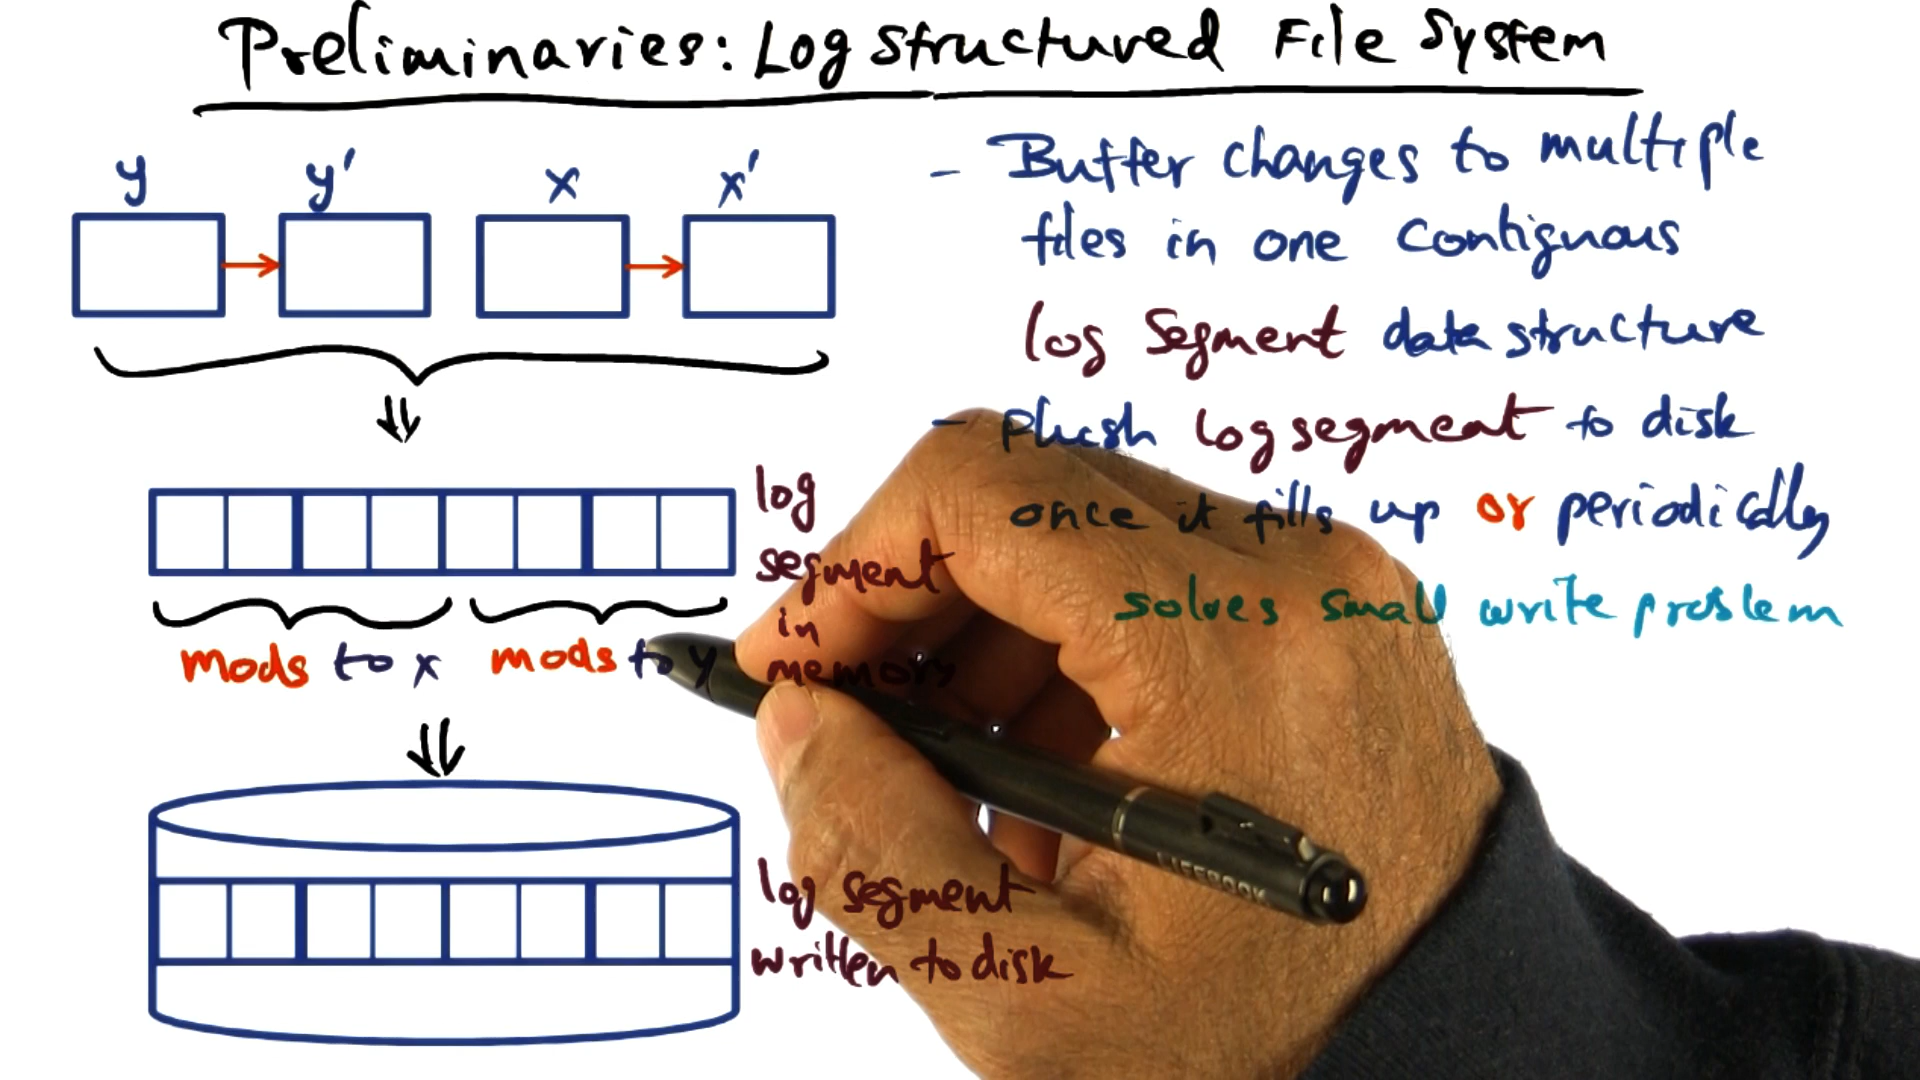 Preliminaries: Log Structured File System
y y' x x'
- Buffer changes to multiple
files in one contiguous
log segment data structure
- Flush log segment to disk
once it fills up or periodically
solves small write problem
log
segment
in
memory
mods to x mods to y
log segment
written to disk
LIFEBOOK